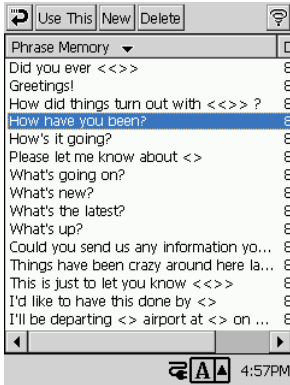 Use This New Delete
Phrase Memory
Did you ever <<>>
Greetings!
How did things turn out with <<>> ?
How have you been?
How's it going?
Please let me know about <>
What's going on?
What's new?
What's the latest?
What's up?
Could you send us any information yo...
Things have been crazy around here la...
This is just to let you know <<>>
I'd like to have this done by <>
I'll be departing <> airport at <> on ...
A 4:57PM